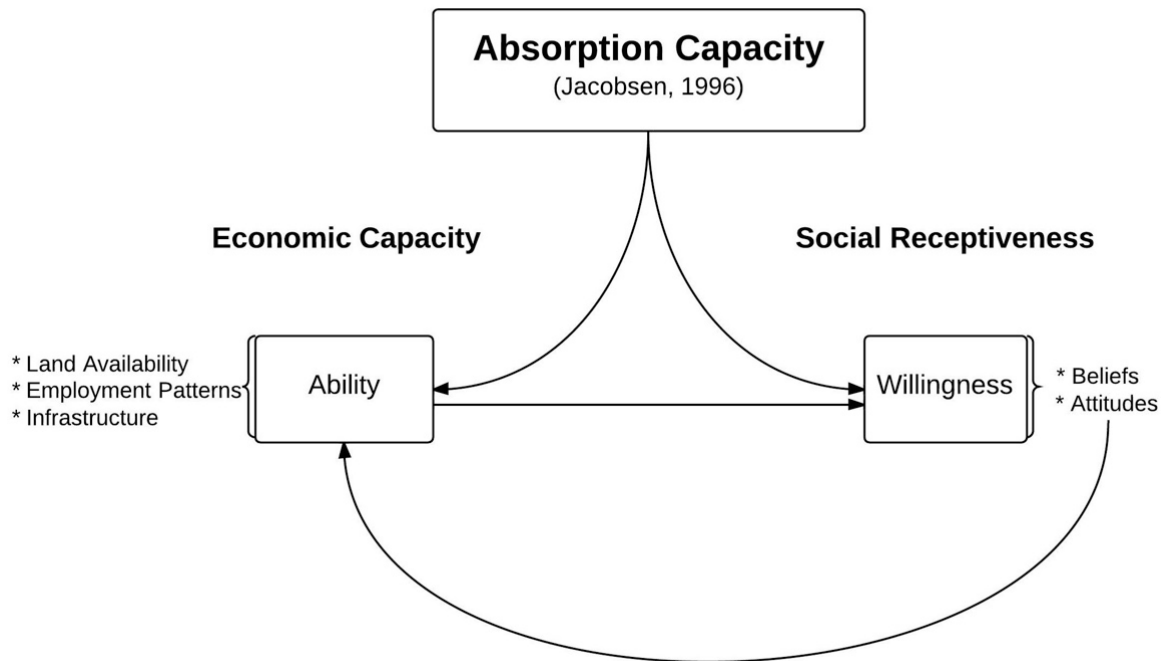 Absorption Capacity
(Jacobsen, 1996)
Economic Capacity
Social Receptiveness
* Land Availability
* Employment Patterns
* Infrastructure
Ability
Willingness
* Beliefs
* Attitudes